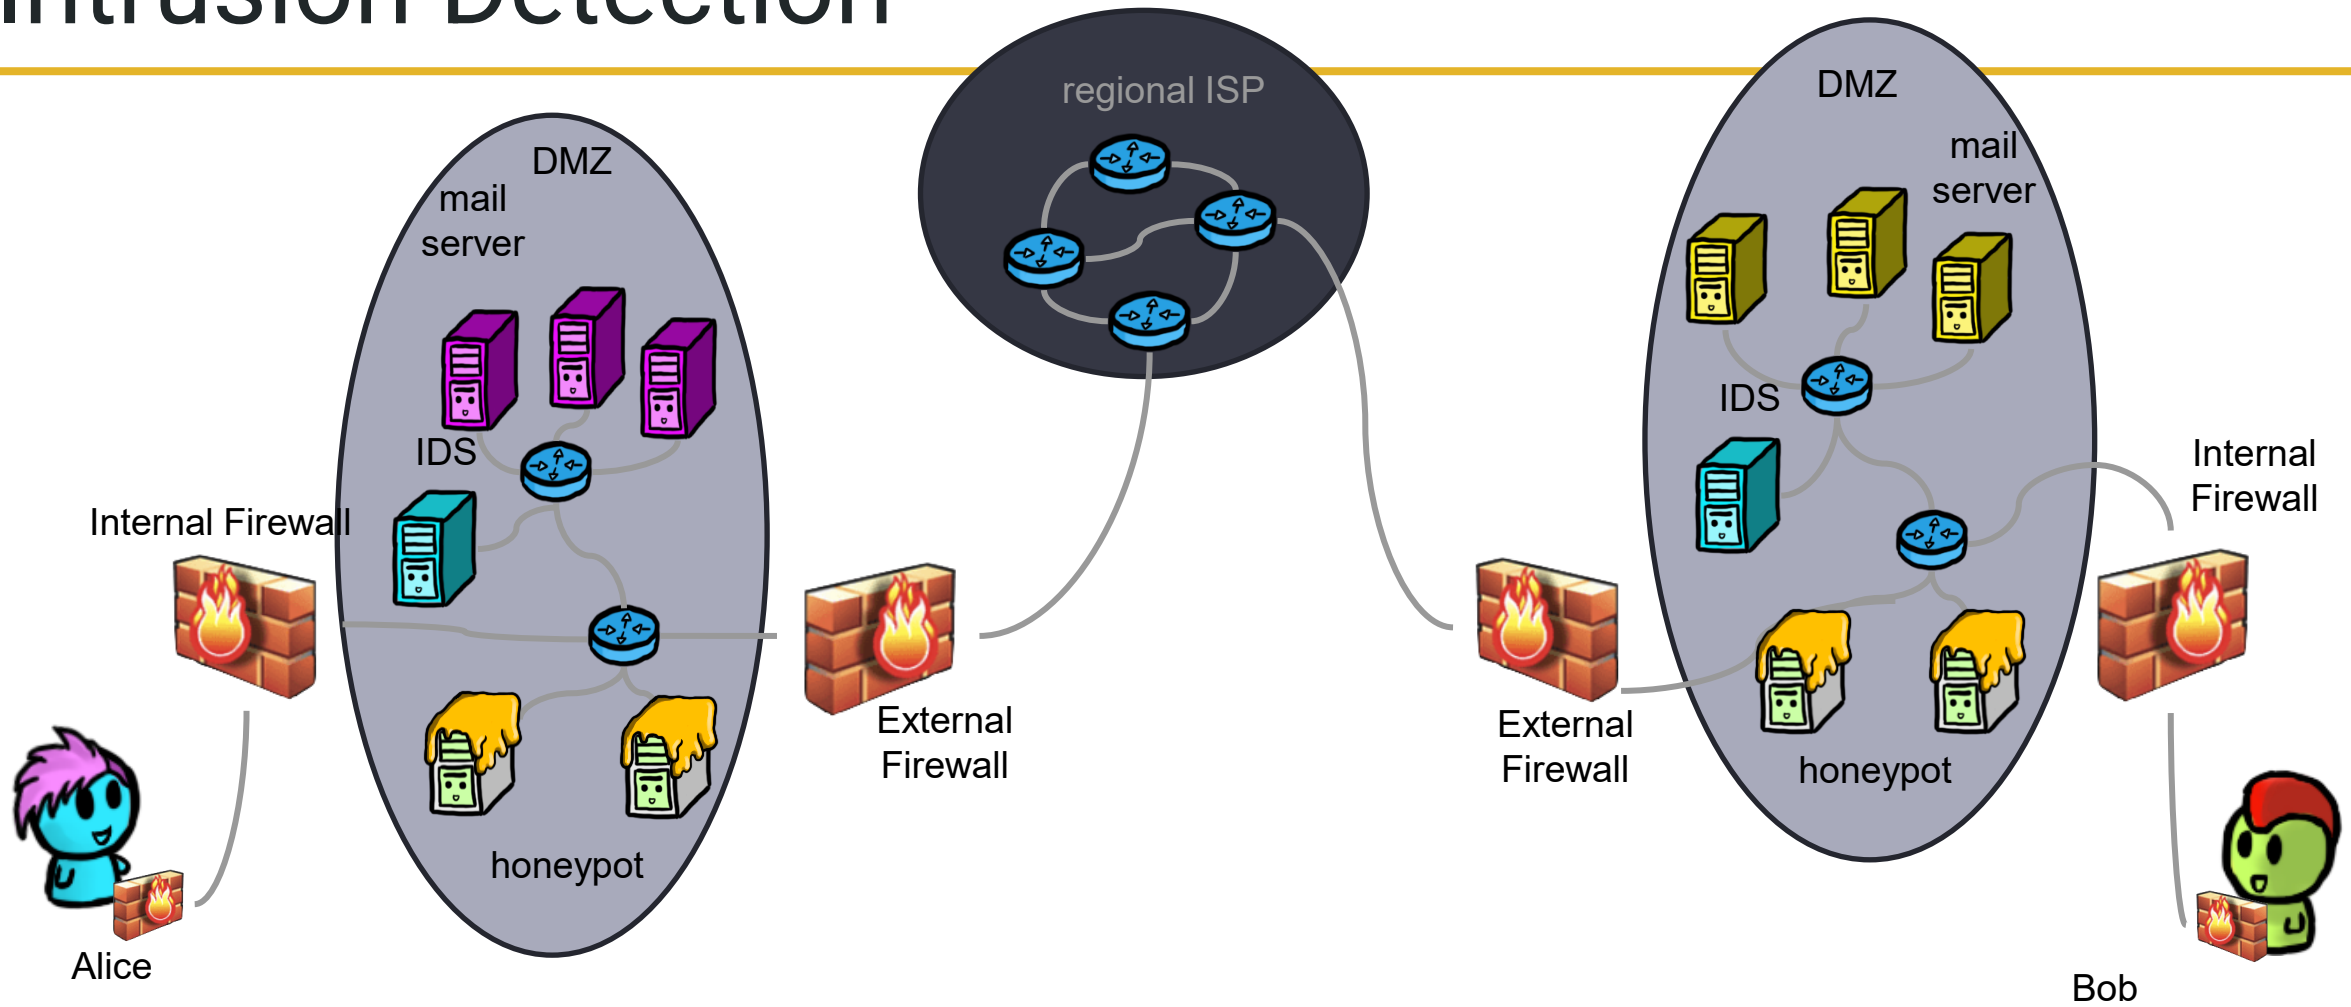 Intrusion Detection
regional ISP
DMZ
mail
server
IDS
Internal Firewall
External
Firewall
honeypot
Alice
DMZ
mail
server
IDS
Internal
Firewall
External
Firewall
honeypot
Bob